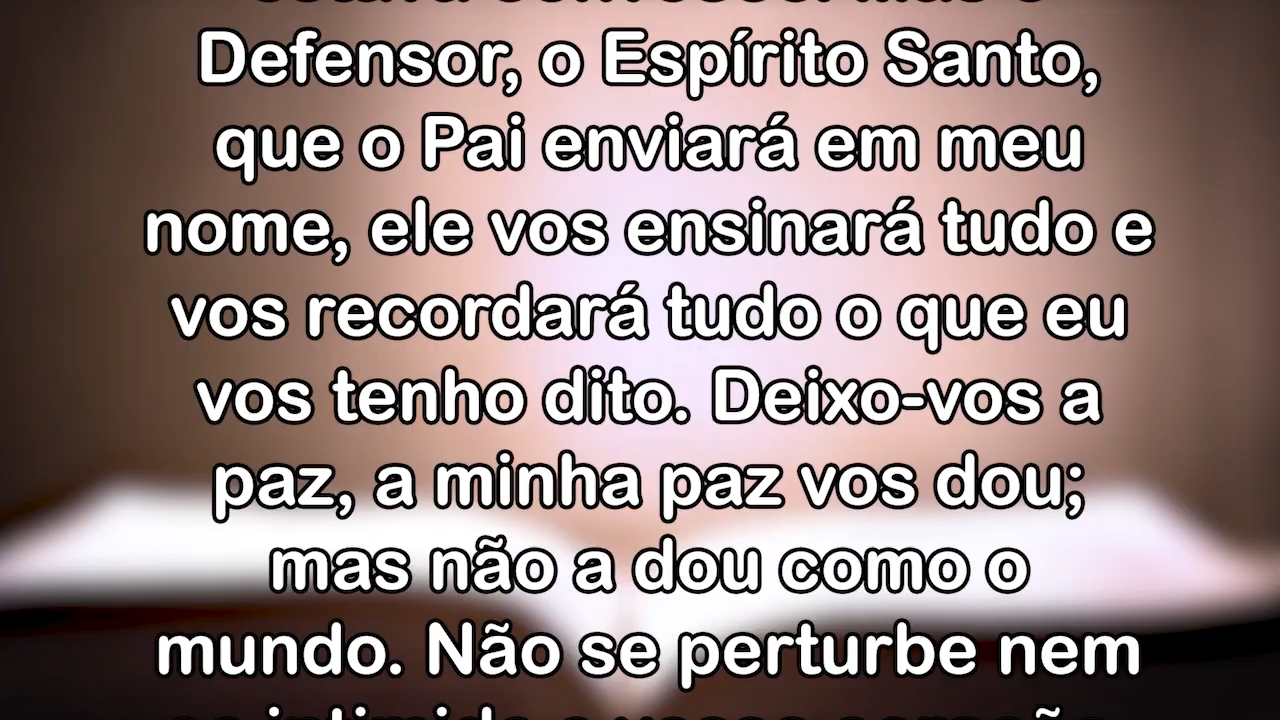 Defensor, o Espírito Santo,
que o Pai enviará em meu
nome, ele vos ensinará tudo e
vos recordará tudo o que eu
vos tenho dito. Deixo-vos a
paz, a minha paz vos dou;
mas não a dou como o
mundo. Não se perturbe nem